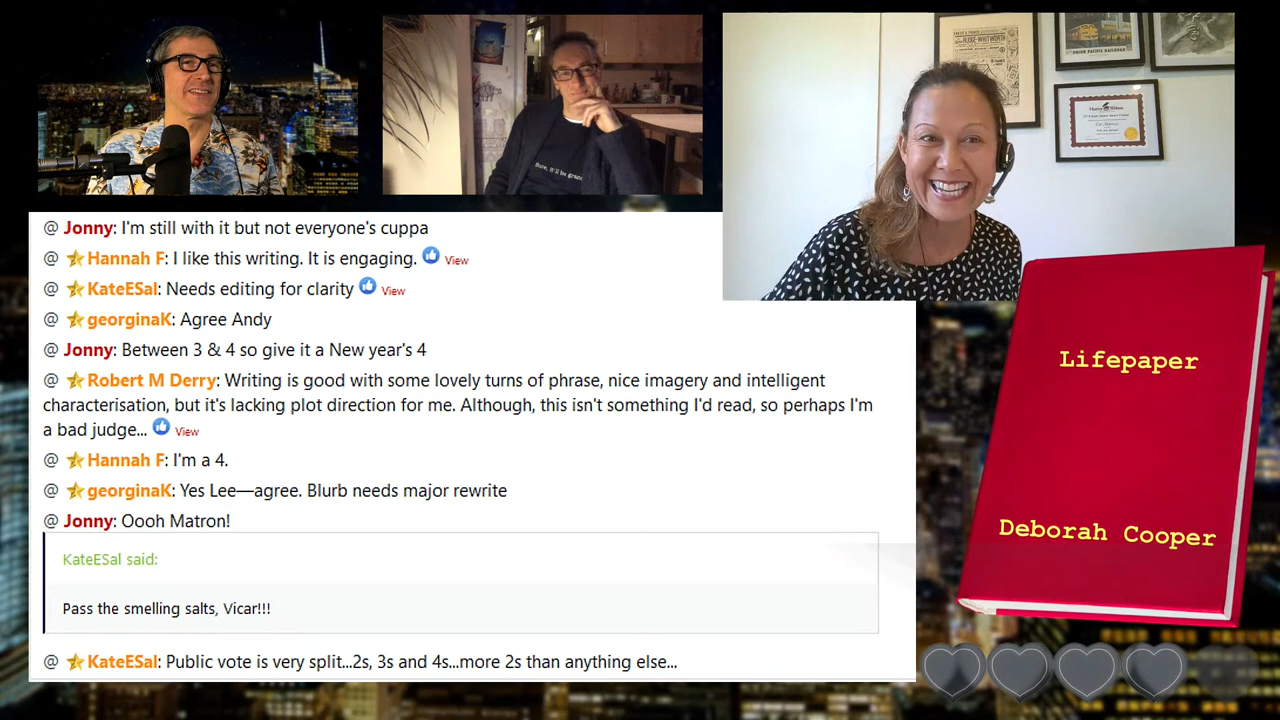 @ Jonny: I'm still with it but not everyone's cuppa
@ Hannah F: I like this writing. It is engaging. View
@ KateESal: Needs editing for clarity View
@ georginaK: Agree Andy
@ Jonny: Between 3 & 4 so give it a New year's 4
@ Robert M Derry: Writing is good with some lovely turns of phrase, nice imagery and intelligent
characterisation, but it's lacking plot direction for me. Although, this isn't something I'd read, so perhaps I'm
a bad judge... View
@ Hannah F: I'm a 4.
@ georginaK: Yes Lee—agree. Blurb needs major rewrite
@ Jonny: Oooh Matron!
KateESal said:
Pass the smelling salts, Vicar!!!
@ KateESal: Public vote is very split...2s, 3s and 4s...more 2s than anything else...
Lifepaper
Deborah Cooper
UNION PACIFIC RAILROAD